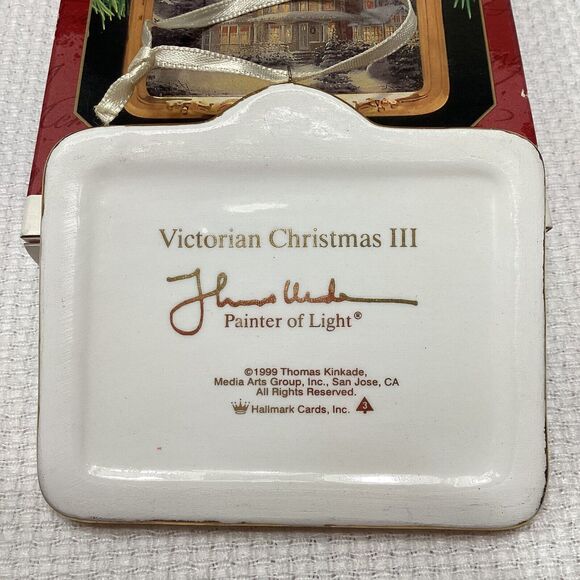 Victorian Christmas III
Thomas Kinkade
Painter of Light®
©1999 Thomas Kinkade,
Media Arts Group, Inc., San Jose, CA
All Rights Reserved.
Hallmark Cards, Inc. 3